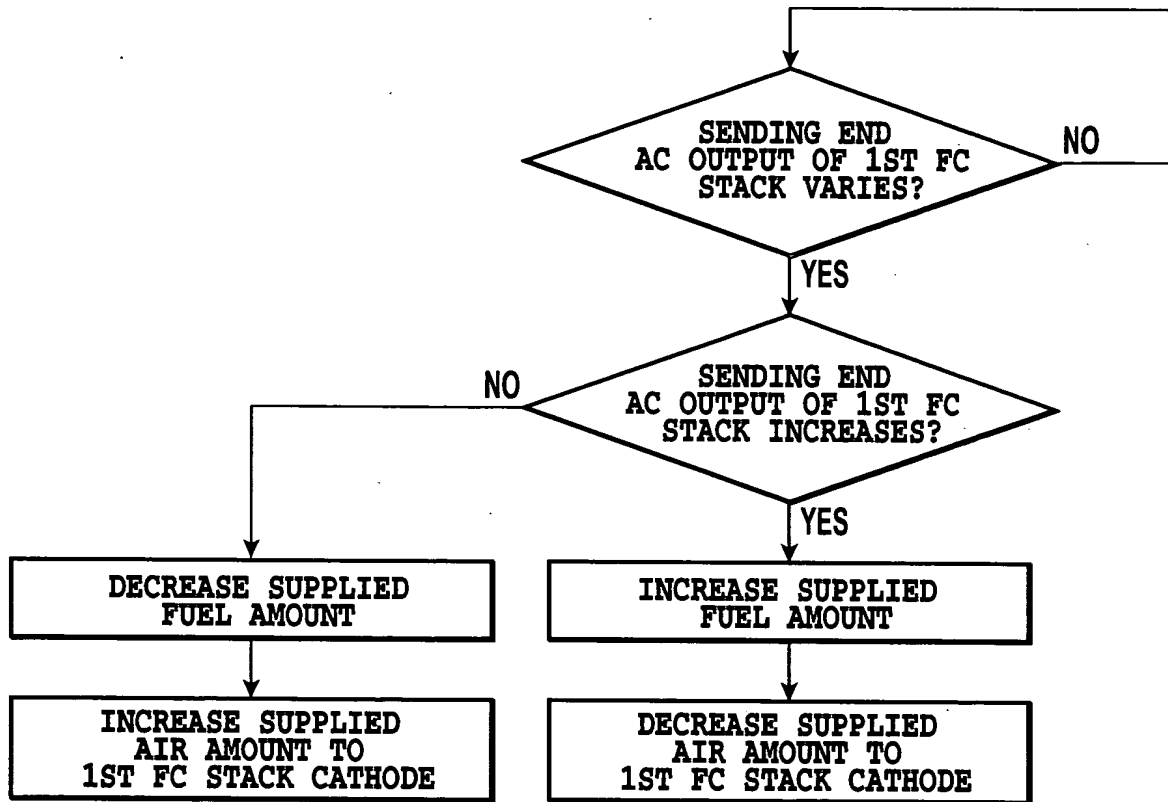 SENDING END
AC OUTPUT OF 1ST FC
STACK VARIES?
NO
YES
SENDING END
AC OUTPUT OF 1ST FC
STACK INCREASES?
NO
YES
DECREASE SUPPLIED
FUEL AMOUNT
INCREASE SUPPLIED
FUEL AMOUNT
INCREASE SUPPLIED
AIR AMOUNT TO
1ST FC STACK CATHODE
DECREASE SUPPLIED
AIR AMOUNT TO
1ST FC STACK CATHODE